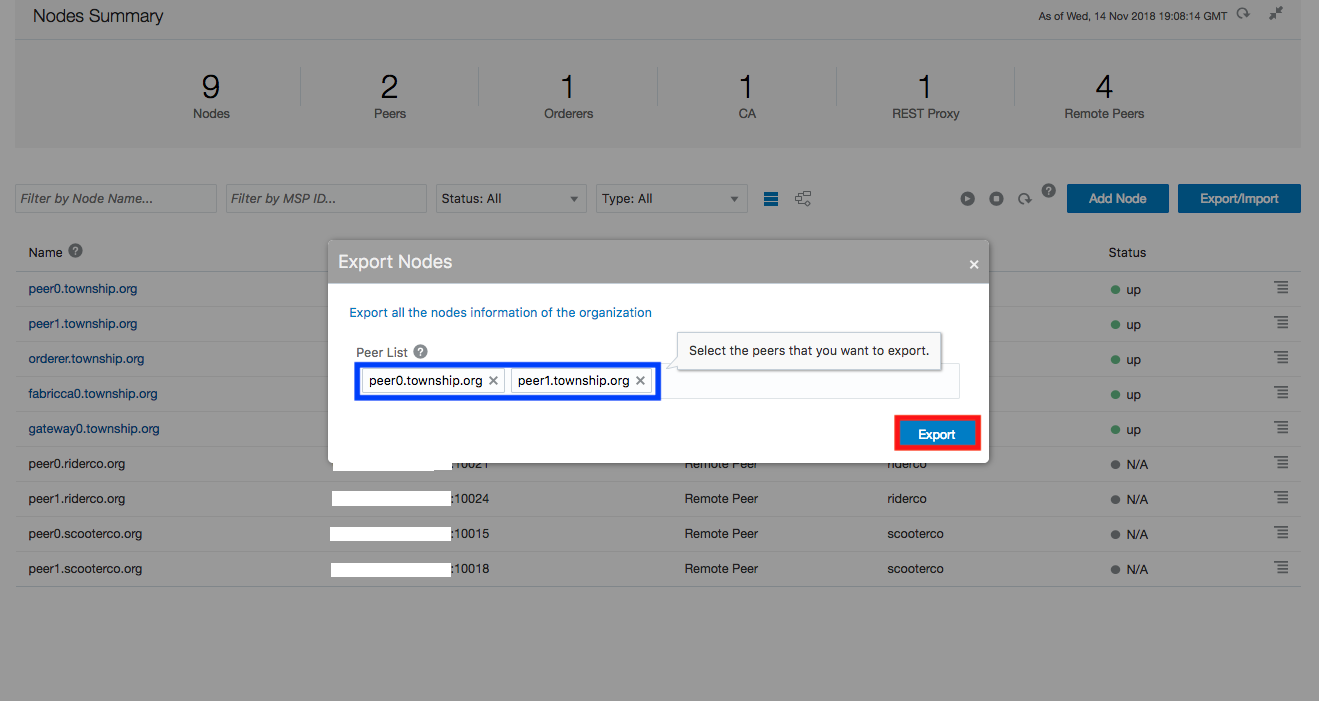 Nodes Summary
As of Wed, 14 Nov 2018 19:08:14 GMT
9 2 1 1 1 4
Nodes Peers Orderers CA REST Proxy Remote Peers
Filter by Node Name... Filter by MSP ID... Status: All Type: All ? Add Node Export/Import
Name ? Status
Export Nodes ×
peer0.township.org up
Export all the nodes information of the organization
peer1.township.org up
Peer List ? Select the peers that you want to export.
orderer.township.org up
peer0.township.org × peer1.township.org ×
fabricca0.township.org up
gateway0.township.org Export up
peer0.riderco.org :10021 Remote Peer riderco N/A
peer1.riderco.org :10024 Remote Peer riderco N/A
peer0.scooterco.org :10015 Remote Peer scooterco N/A
peer1.scooterco.org :10018 Remote Peer scooterco N/A